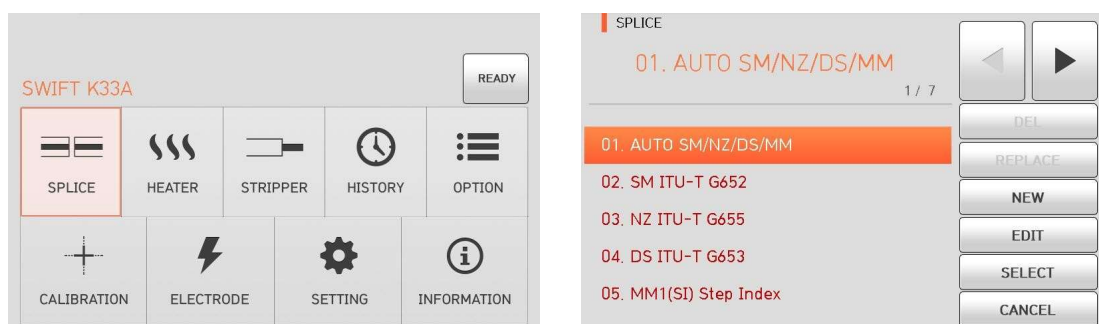 SWIFT K33A
READY
SPLICE
HEATER
STRIPPER
HISTORY
OPTION
CALIBRATION
ELECTRODE
SETTING
INFORMATION
SPLICE
01. AUTO SM/NZ/DS/MM
1 / 7
01. AUTO SM/NZ/DS/MM
02. SM ITU-T G652
03. NZ ITU-T G655
04. DS ITU-T G653
05. MM1(SI) Step Index
DEL
REPLACE
NEW
EDIT
SELECT
CANCEL